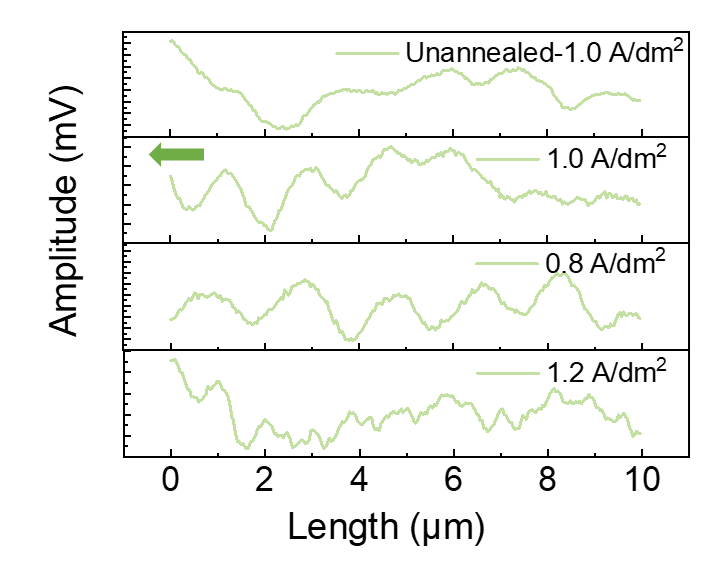 Amplitude (mV)
Unannealed-1.0 A/dm²
1.0 A/dm²
0.8 A/dm²
1.2 A/dm²
0 2 4 6 8 10
Length (μm)